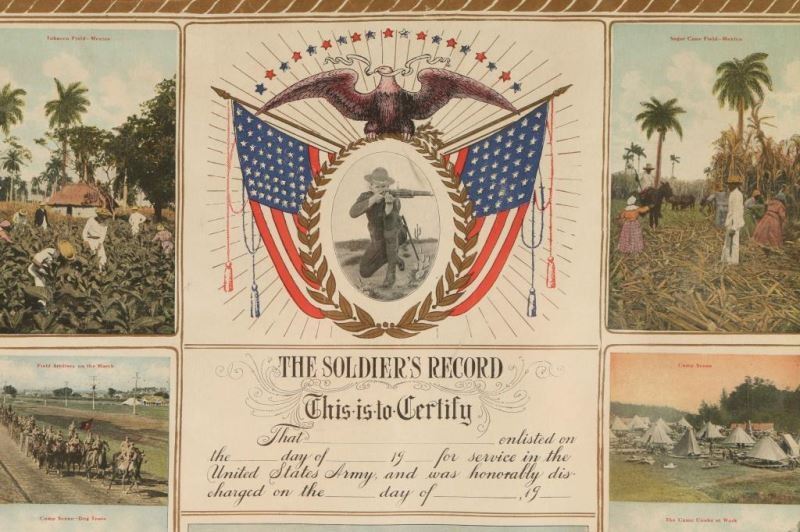 Tobacco Field—Mexico
Sugar Cane Field—Mexico
Field Artillery on the March
THE SOLDIER'S RECORD
This is to Certify
That enlisted on
the day of 19 for service in the
United States Army, and was honorably dis-
charged on the day of , 19
Camp Scene
Camp Scene—Dog Tents
The Camp Cooks at Work